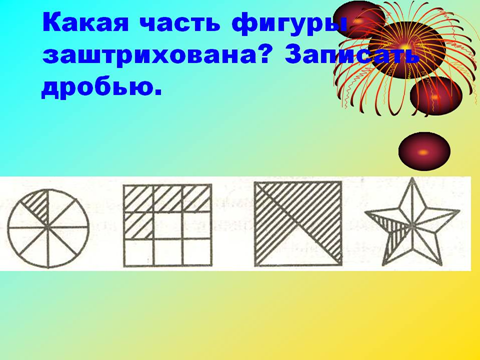 Какая часть фигуры
заштрихована? Записать
дробью.